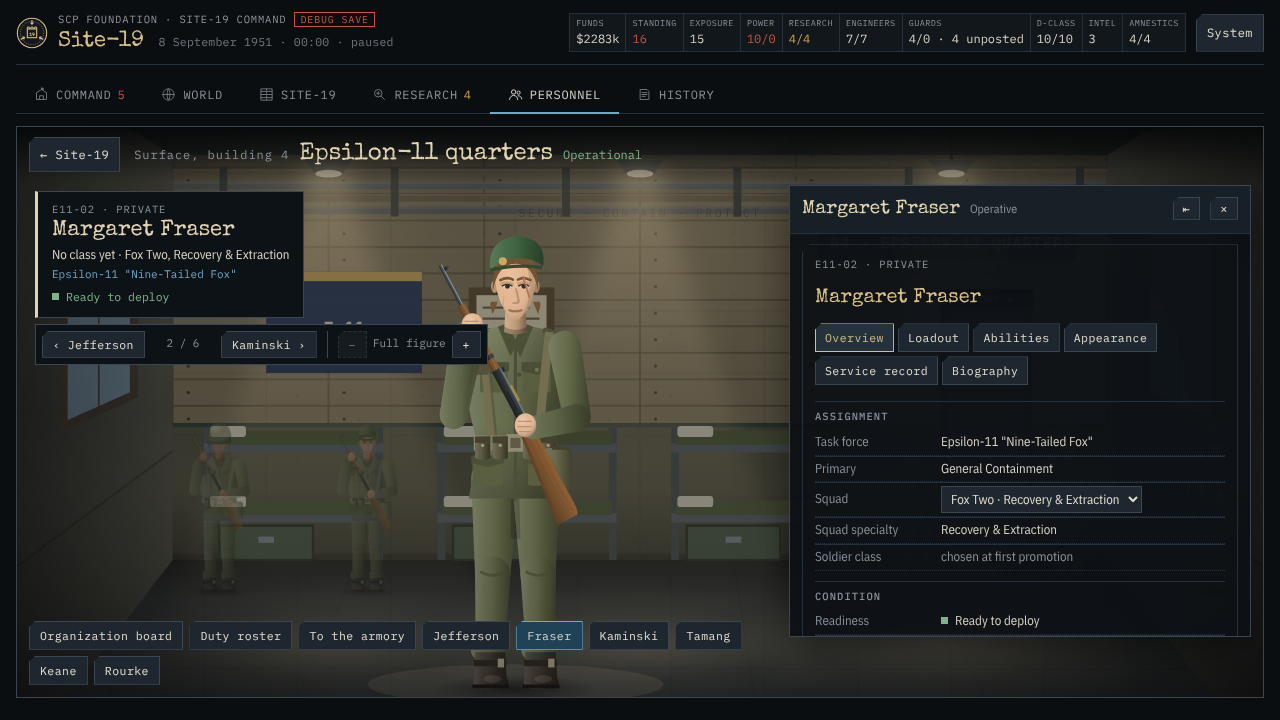 SCP FOUNDATION · SITE-19 COMMAND DEBUG SAVE
Site-19 8 September 1951 · 00:00 · paused
FUNDS $2283k
STANDING 16
EXPOSURE 15
POWER 10/0
RESEARCH 4/4
ENGINEERS 7/7
GUARDS 4/0 · 4 unposted
D-CLASS 10/10
INTEL 3
AMNESTICS 4/4
System
COMMAND 5 WORLD SITE-19 RESEARCH 4 PERSONNEL HISTORY
← Site-19 Surface, building 4 Epsilon-11 quarters Operational
SECURE · CONTAIN · PROTECT
E11-02 · PRIVATE
Margaret Fraser
No class yet · Fox Two, Recovery & Extraction
Epsilon-11 "Nine-Tailed Fox"
Ready to deploy
‹ Jefferson 2 / 6 Kaminski › − Full figure +
Margaret Fraser Operative ⇤ ×
E11-02 · PRIVATE
Margaret Fraser
Overview Loadout Abilities Appearance
Service record Biography
ASSIGNMENT
Task force Epsilon-11 "Nine-Tailed Fox"
Primary General Containment
Squad Fox Two · Recovery & Extraction
Squad specialty Recovery & Extraction
Soldier class chosen at first promotion
CONDITION
Readiness Ready to deploy
Organization board Duty roster To the armory Jefferson Fraser Kaminski Tamang
Keane Rourke